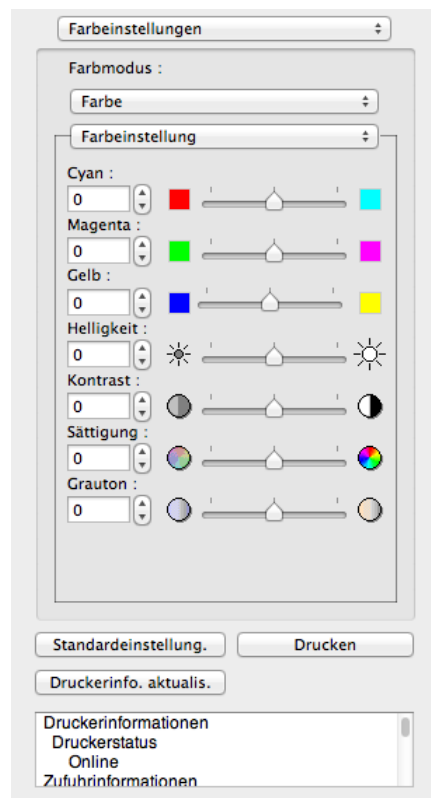 Farbeinstellungen
Farbmodus :
Farbe
Farbeinstellung
Cyan :
0
Magenta :
0
Gelb :
0
Helligkeit :
0
Kontrast :
0
Sättigung :
0
Grauton :
0
Standardeinstellung. Drucken
Druckerinfo. aktualis.
Druckerinformationen
Druckerstatus
Online
Zufuhrinformationen